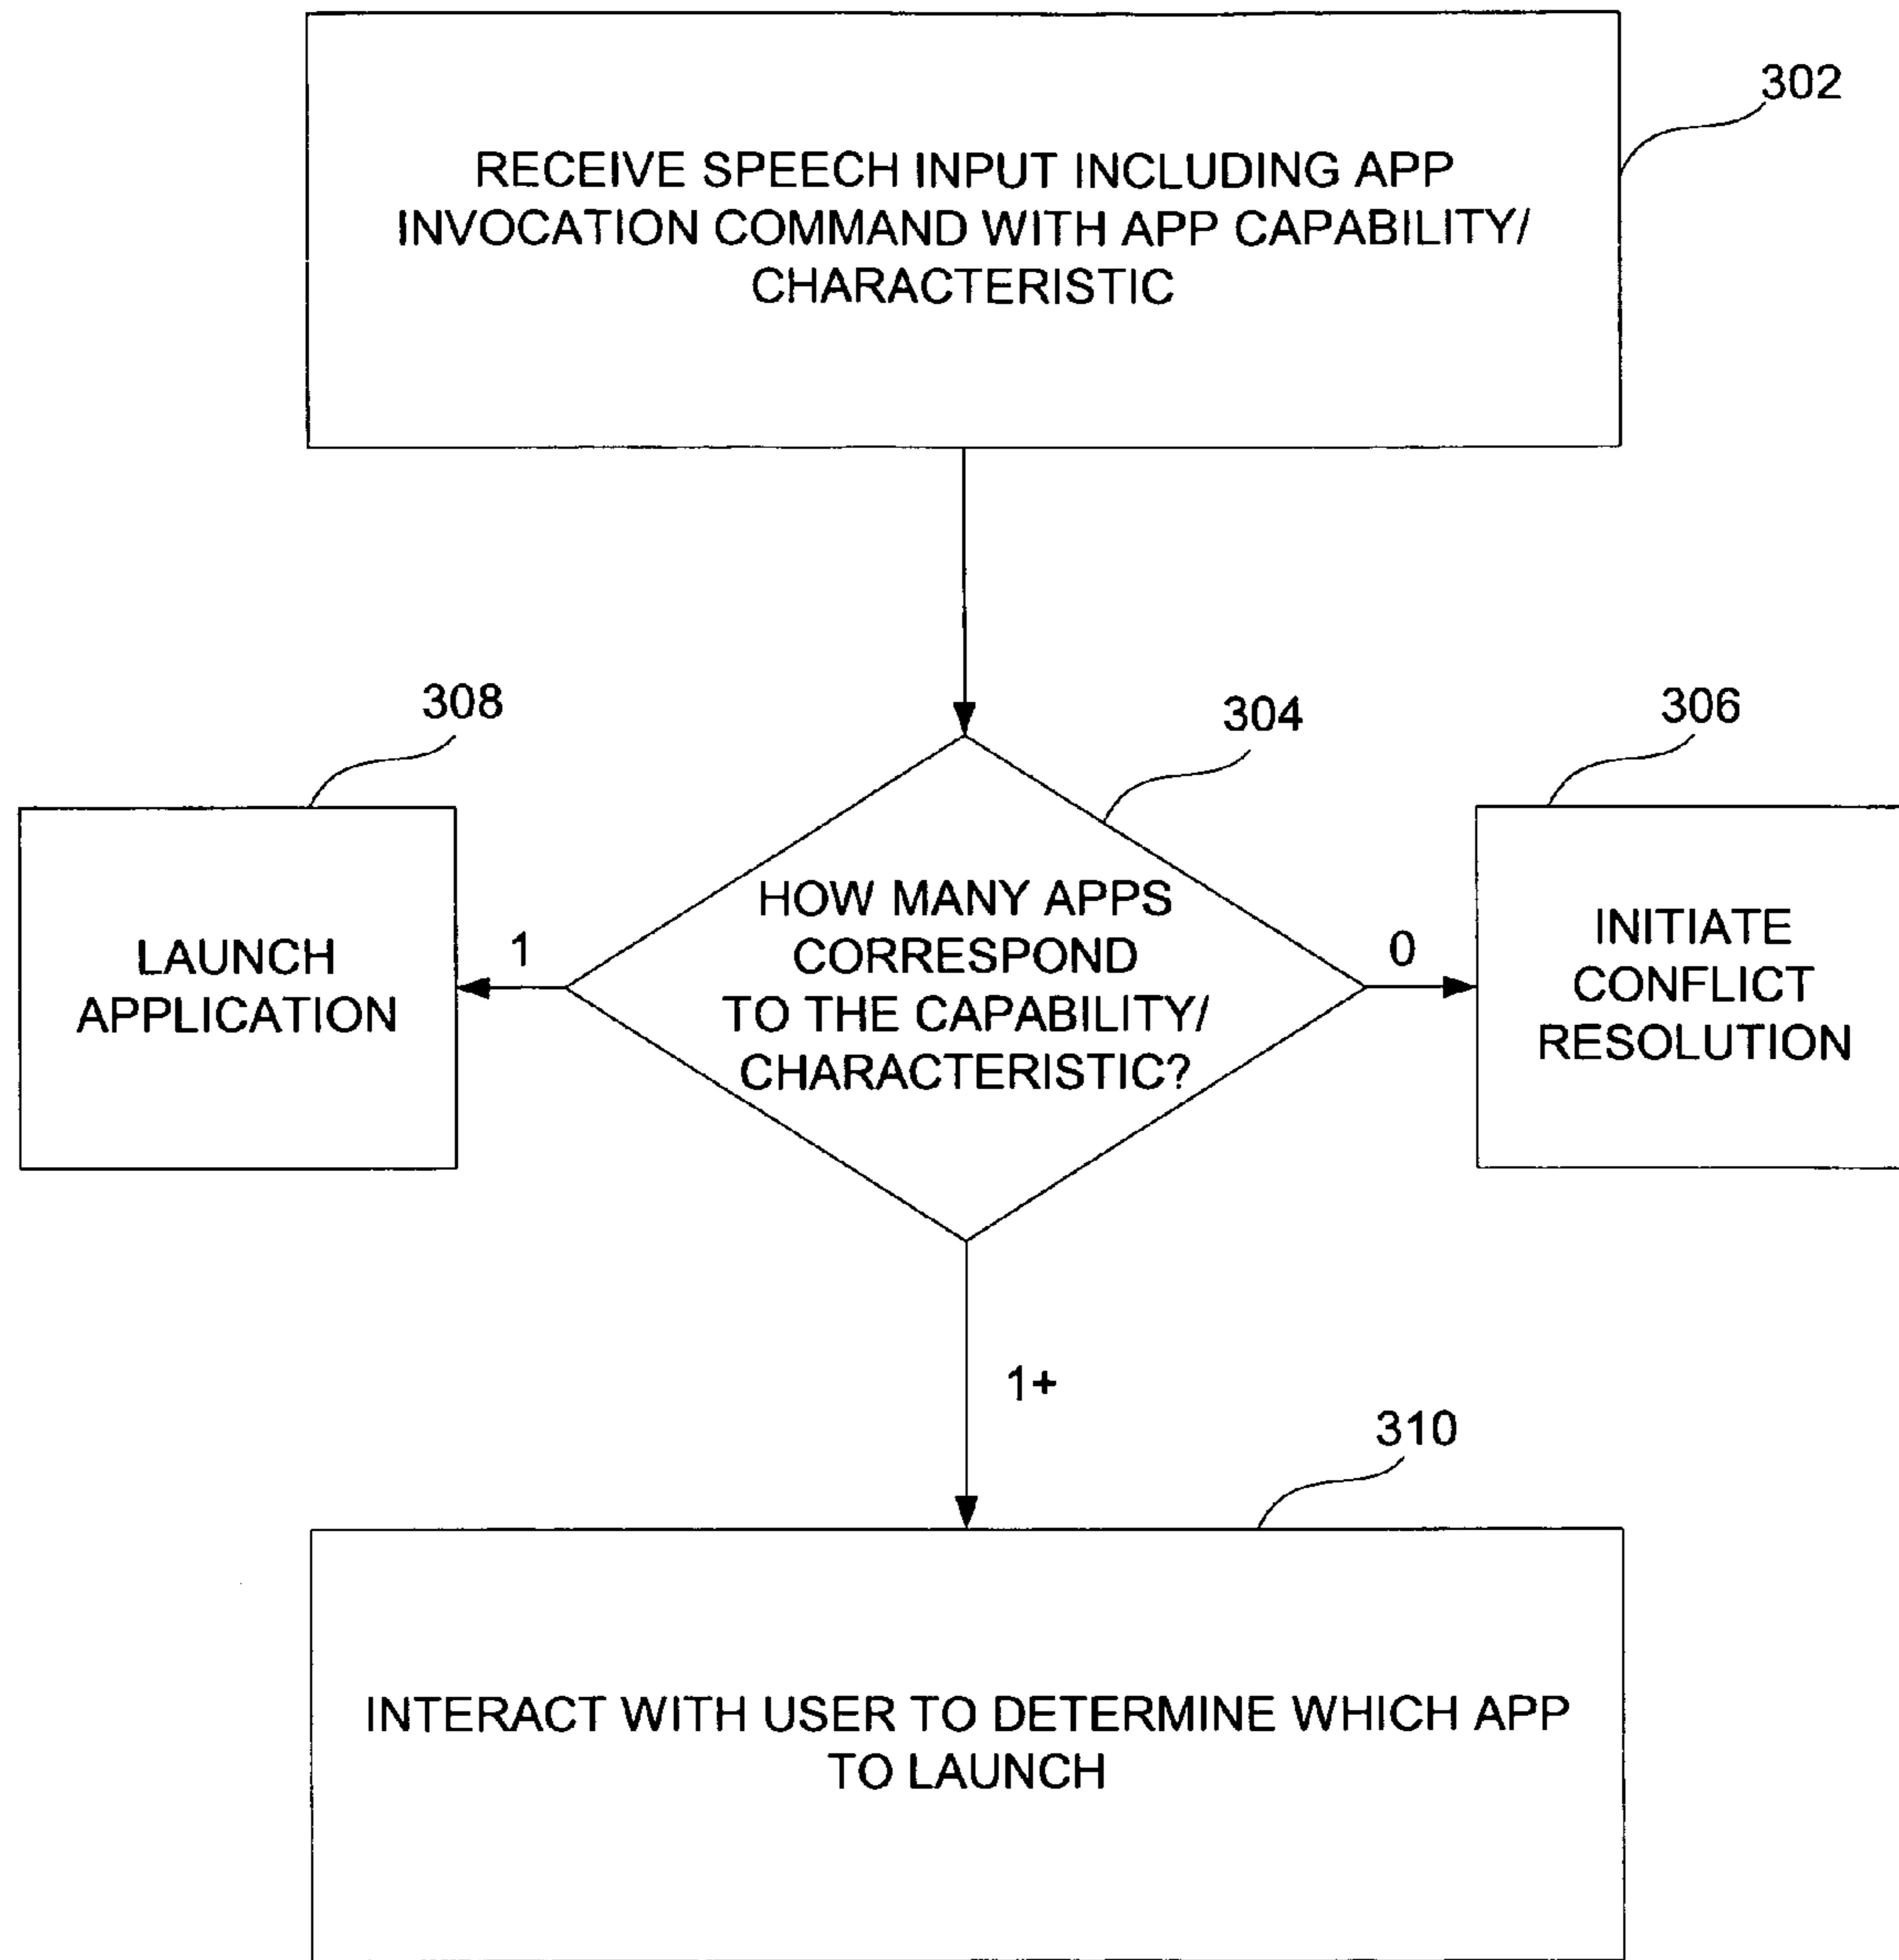 302
RECEIVE SPEECH INPUT INCLUDING APP
INVOCATION COMMAND WITH APP CAPABILITY/
CHARACTERISTIC
308
304
306
HOW MANY APPS
CORRESPOND
TO THE CAPABILITY/
CHARACTERISTIC?
1
0
LAUNCH
APPLICATION
INITIATE
CONFLICT
RESOLUTION
1+
310
INTERACT WITH USER TO DETERMINE WHICH APP
TO LAUNCH